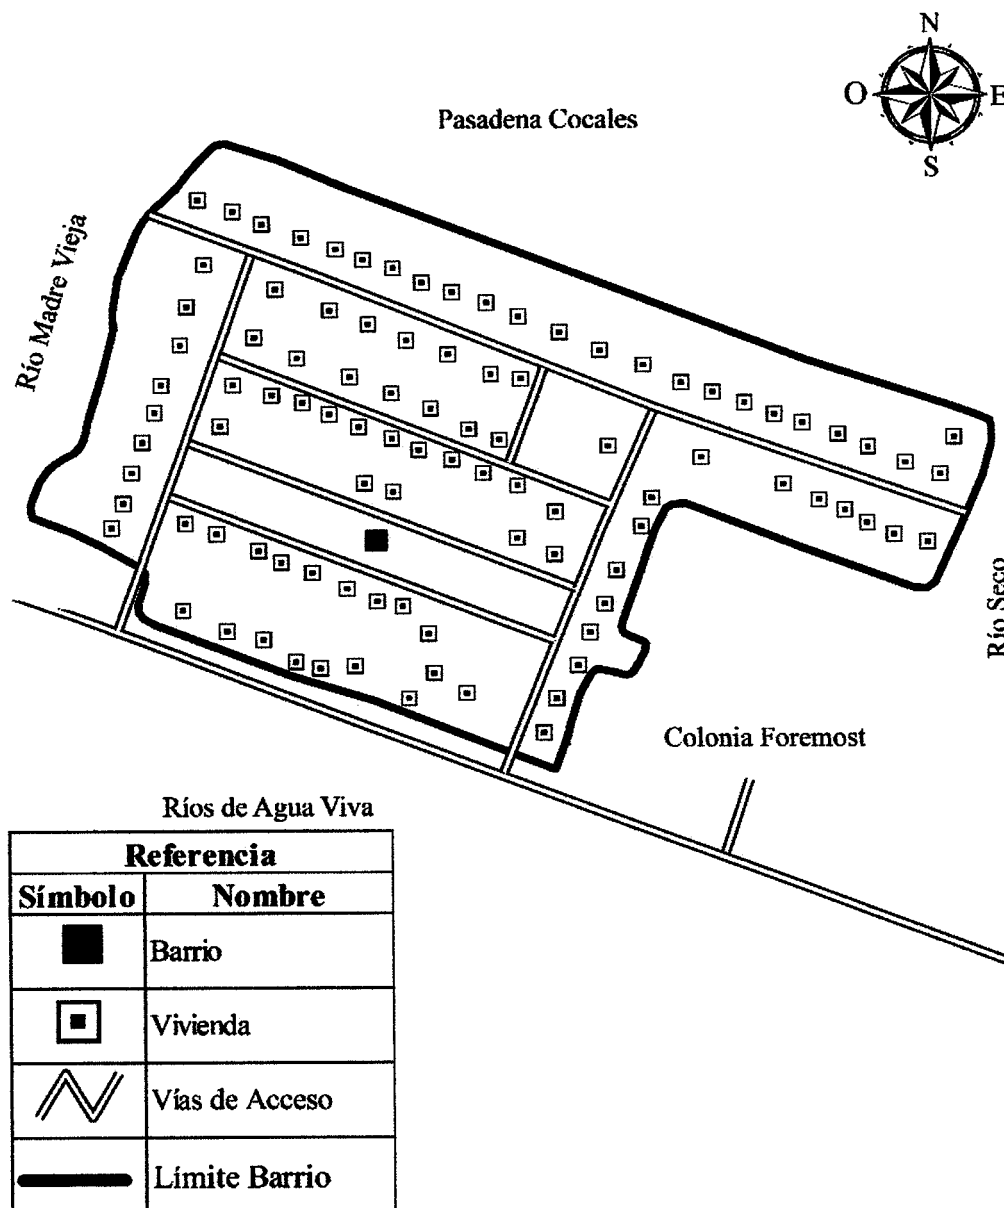 N
O
E
S
Pasadena Cocales
Río Madre Vieja
Río Seco
Colonia Foremost
Ríos de Agua Viva
Referencia
Símbolo Nombre
Barrio
Vivienda
Vías de Acceso
Límite Barrio